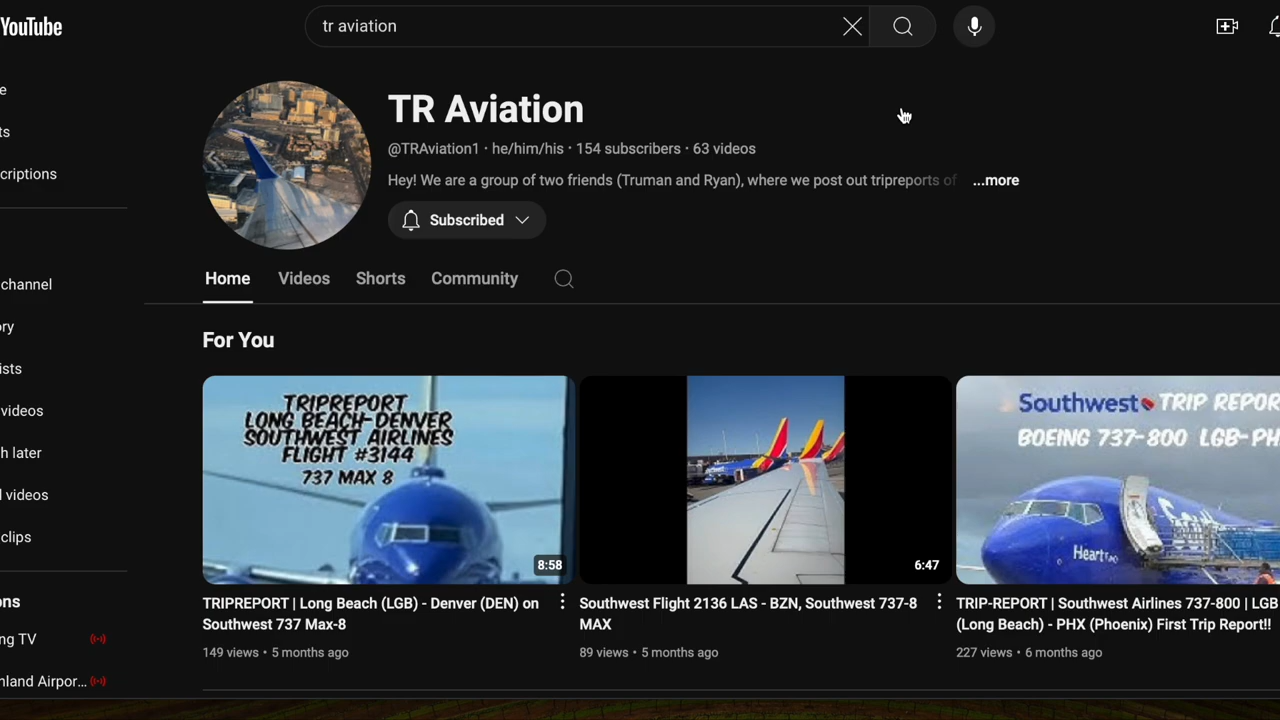 YouTube
tr aviation
e
ts
criptions
channel
ory
ists
videos
h later
d videos
clips
ons
ng TV
nland Airpor...
TR Aviation
@TRAviation1 · he/him/his · 154 subscribers · 63 videos
Hey! We are a group of two friends (Truman and Ryan), where we post out tripreports of ...more
Subscribed
Home Videos Shorts Community
For You
TRIPREPORT
LONG BEACH-DENVER
SOUTHWEST AIRLINES
FLIGHT #3144
737 MAX 8
8:58
TRIPREPORT | Long Beach (LGB) - Denver (DEN) on
Southwest 737 Max-8
149 views · 5 months ago
6:47
Southwest Flight 2136 LAS - BZN, Southwest 737-8
MAX
89 views · 5 months ago
Southwest TRIP REPOR
BOEING 737-800 LGB-PH
Heart
TRIP-REPORT | Southwest Airlines 737-800 | LGB
(Long Beach) - PHX (Phoenix) First Trip Report!!
227 views · 6 months ago